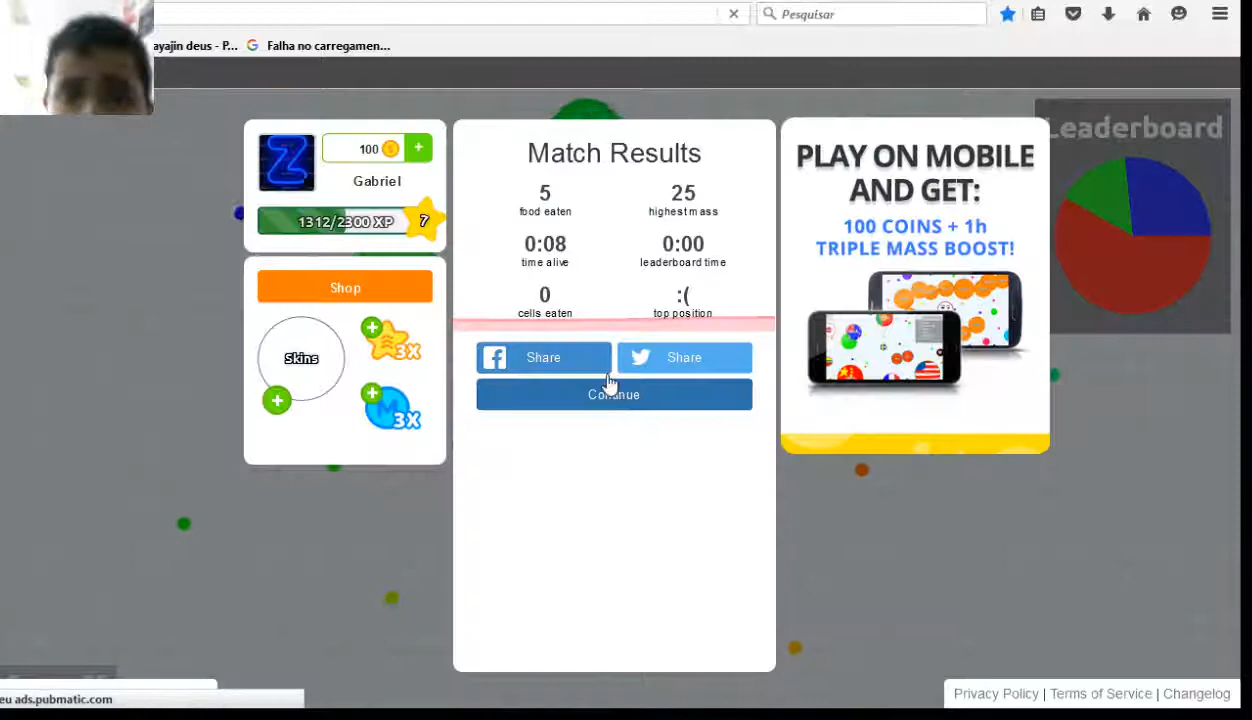 Pesquisar
ayajin deus - P...
Falha no carregamen...
100
+
Gabriel
1312/2300 XP
7
Shop
Skins
+
+
3X
+
M
3X
Match Results
5
food eaten
25
highest mass
0:08
time alive
0:00
leaderboard time
0
cells eaten
:(
top position
Share
Share
Continue
PLAY ON MOBILE
AND GET:
100 COINS + 1h
TRIPLE MASS BOOST!
Leaderboard
eu ads.pubmatic.com
Privacy Policy | Terms of Service | Changelog